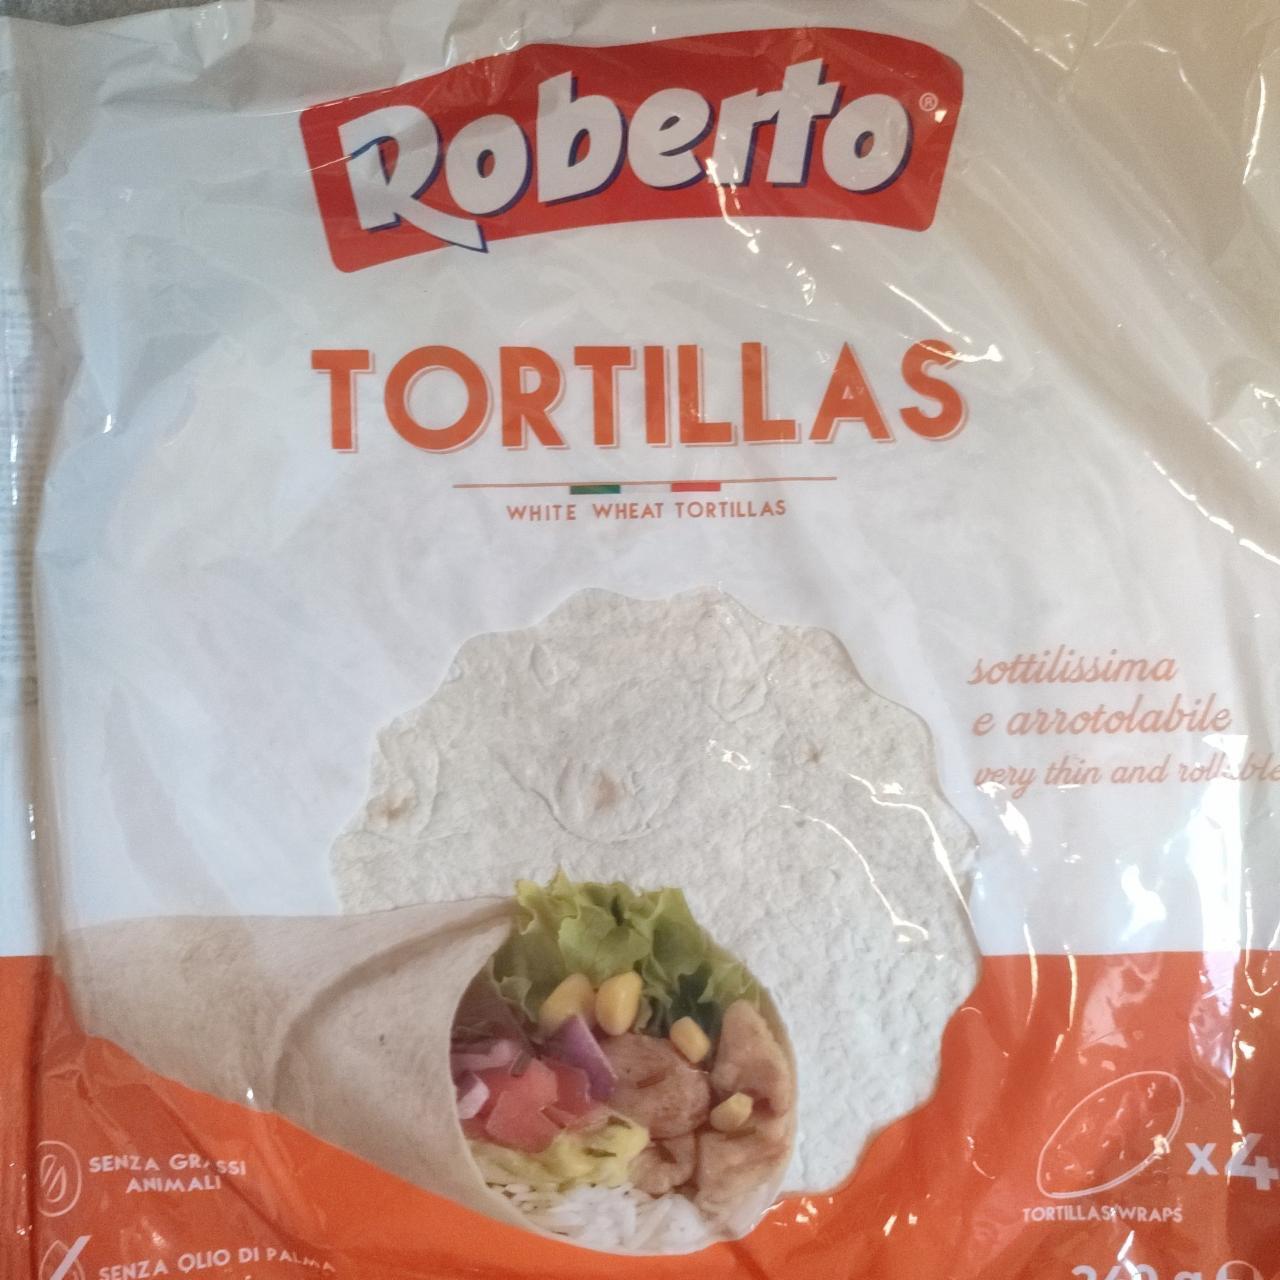 Roberto®
TORTILLAS
WHITE WHEAT TORTILLAS
sottilissima
e arrotolabile
very thin and rollable
SENZA GRASSI
ANIMALI
x4
TORTILLAS/WRAPS
SENZA OLIO DI PALMA